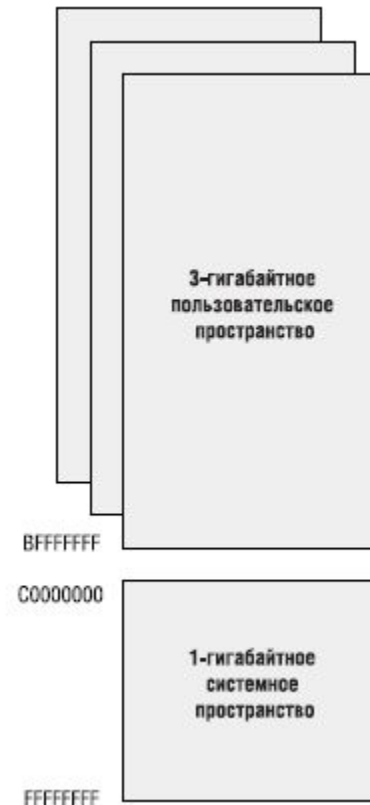 3-гигабайтное
пользовательское
пространство
BFFFFFFF
C0000000
1-гигабайтное
системное
пространство
FFFFFFFF